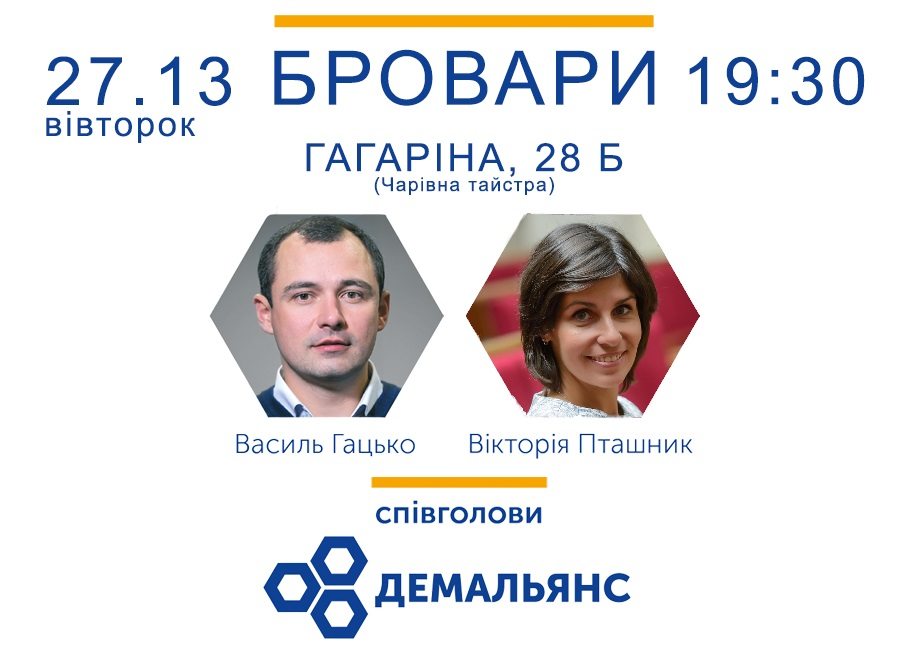 27.13 БРОВАРИ 19:30
вівторок
ГАГАРІНА, 28 Б
(Чарівна тайстра)
Василь Гацько Вікторія Пташник
співголови
ДЕМАЛЬЯНС